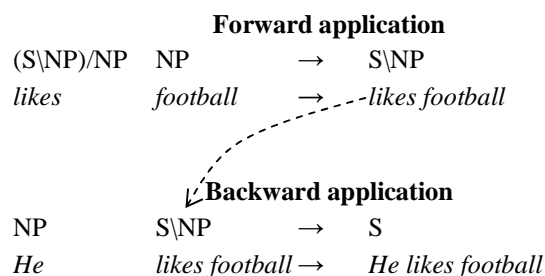 Forward application
(S\NP)/NP NP → S\NP
likes football → likes football
Backward application
NP S\NP → S
He likes football → He likes football